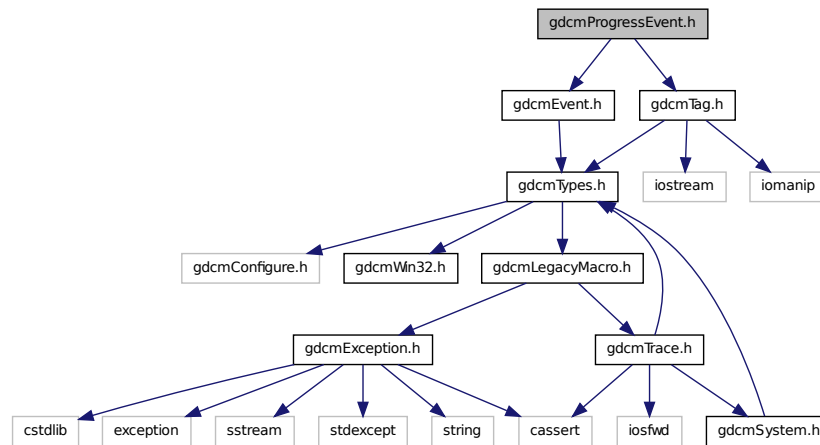 gdcmProgressEvent.h
gdcmEvent.h
gdcmTag.h
gdcmTypes.h
iostream
iomanip
gdcmConfigure.h
gdcmWin32.h
gdcmLegacyMacro.h
gdcmException.h
gdcmTrace.h
cstdlib
exception
sstream
stdexcept
string
cassert
iosfwd
gdcmSystem.h